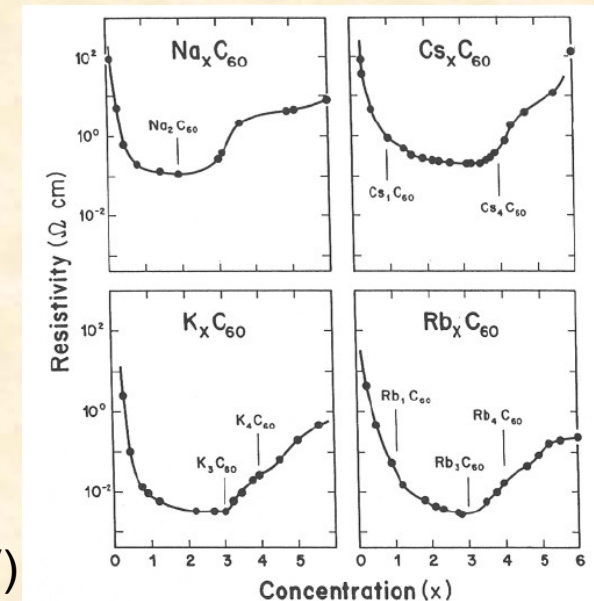 NaxC60
CsxC60
Na2C60
Cs1C60
Cs4C60
10²
10⁰
10⁻²
Resistivity (Ω cm)
KxC60
RbxC60
K3C60
K4C60
Rb1C60
Rb3C60
Rb4C60
10²
10⁰
10⁻²
0 1 2 3 4 5
0 1 2 3 4 5 6
Concentration (x)
)